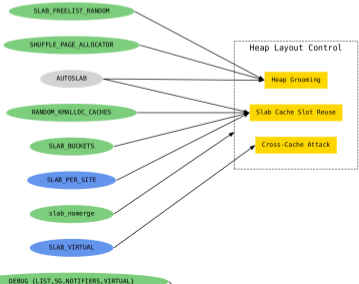 SLAB_FREELIST_RANDOM
SHUFFLE_PAGE_ALLOCATOR
Heap Layout Control
AUTOSLAB
Heap Grooming
RANDOM_KMALLOC_CACHES
Slab Cache Slot Reuse
SLAB_BUCKETS
Cross-Cache Attack
SLAB_PER_SITE
slab_nomerge
SLAB_VIRTUAL
DEBUG {LIST,SG,NOTIFIERS,VIRTUAL}